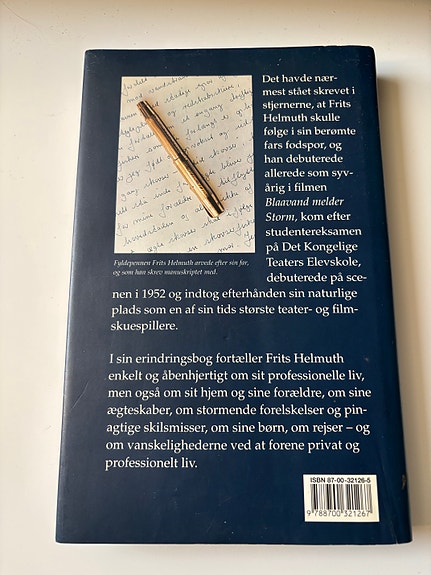 Det havde nær-
mest stået skrevet i
stjernerne, at Frits
Helmuth skulle
følge i sin berømte
fars fodspor, og
han debuterede
allerede som syv-
årig i filmen
Blaavand melder
Storm, kom efter
studentereksamen
på Det Kongelige
Teaters Elevskole,
debuterede på sce-
nen i 1952 og indtog efterhånden sin naturlige
plads som en af sin tids største teater- og film-
skuespillere.
Fyldepennen Frits Helmuth arvede efter sin far,
og som han skrev manuskriptet med.
I sin erindringsbog fortæller Frits Helmuth
enkelt og åbenhjertigt om sit professionelle liv,
men også om sit hjem og sine forældre, om sine
ægteskaber, om stormende forelskelser og pin-
agtige skilsmisser, om sine børn, om rejser – og
om vanskelighederne ved at forene privat og
professionelt liv.
ISBN 87-00-32126-5
9 788700 321267